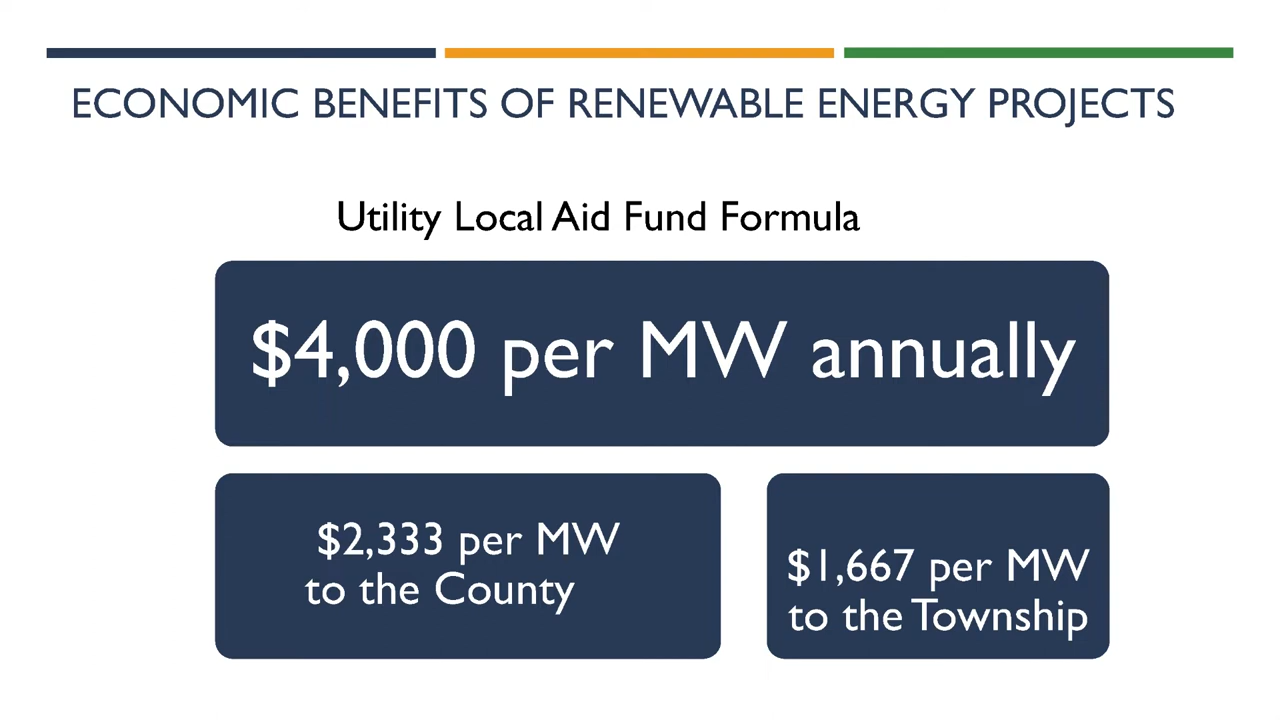 ECONOMIC BENEFITS OF RENEWABLE ENERGY PROJECTS
Utility Local Aid Fund Formula
$4,000 per MW annually
$2,333 per MW
to the County
$1,667 per MW
to the Township